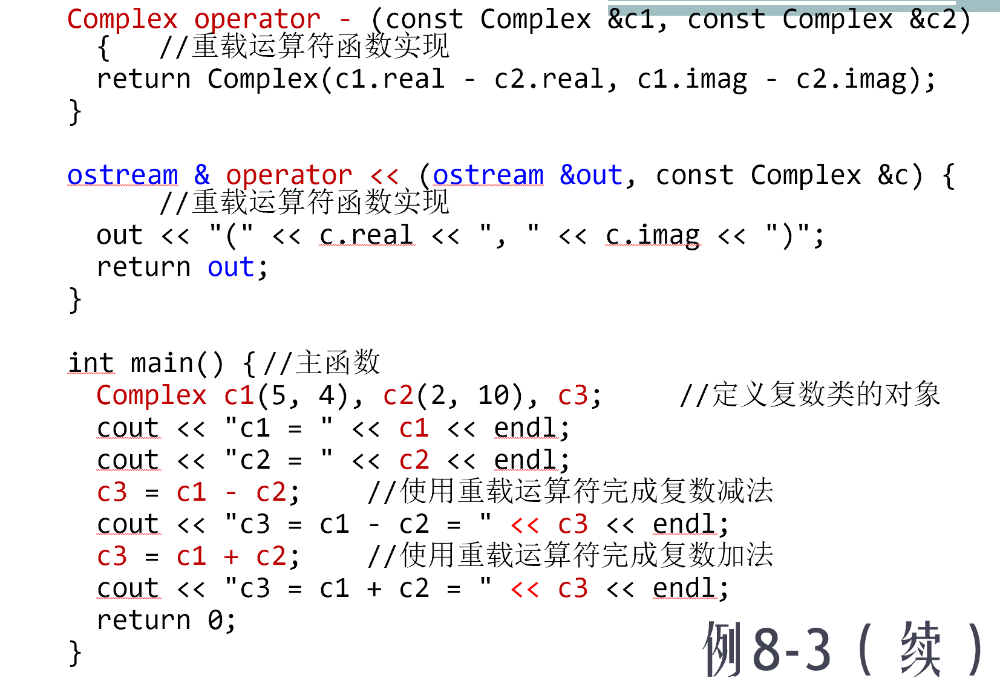 Complex operator - (const Complex &c1, const Complex &c2)
{ //重载运算符函数实现
return Complex(c1.real - c2.real, c1.imag - c2.imag);
}
ostream & operator << (ostream &out, const Complex &c) {
//重载运算符函数实现
out << "(" << c.real << ", " << c.imag << ")";
return out;
}
int main() { //主函数
Complex c1(5, 4), c2(2, 10), c3; //定义复数类的对象
cout << "c1 = " << c1 << endl;
cout << "c2 = " << c2 << endl;
c3 = c1 - c2; //使用重载运算符完成复数减法
cout << "c3 = c1 - c2 = " << c3 << endl;
c3 = c1 + c2; //使用重载运算符完成复数加法
cout << "c3 = c1 + c2 = " << c3 << endl;
return 0;
}
例8-3（续）